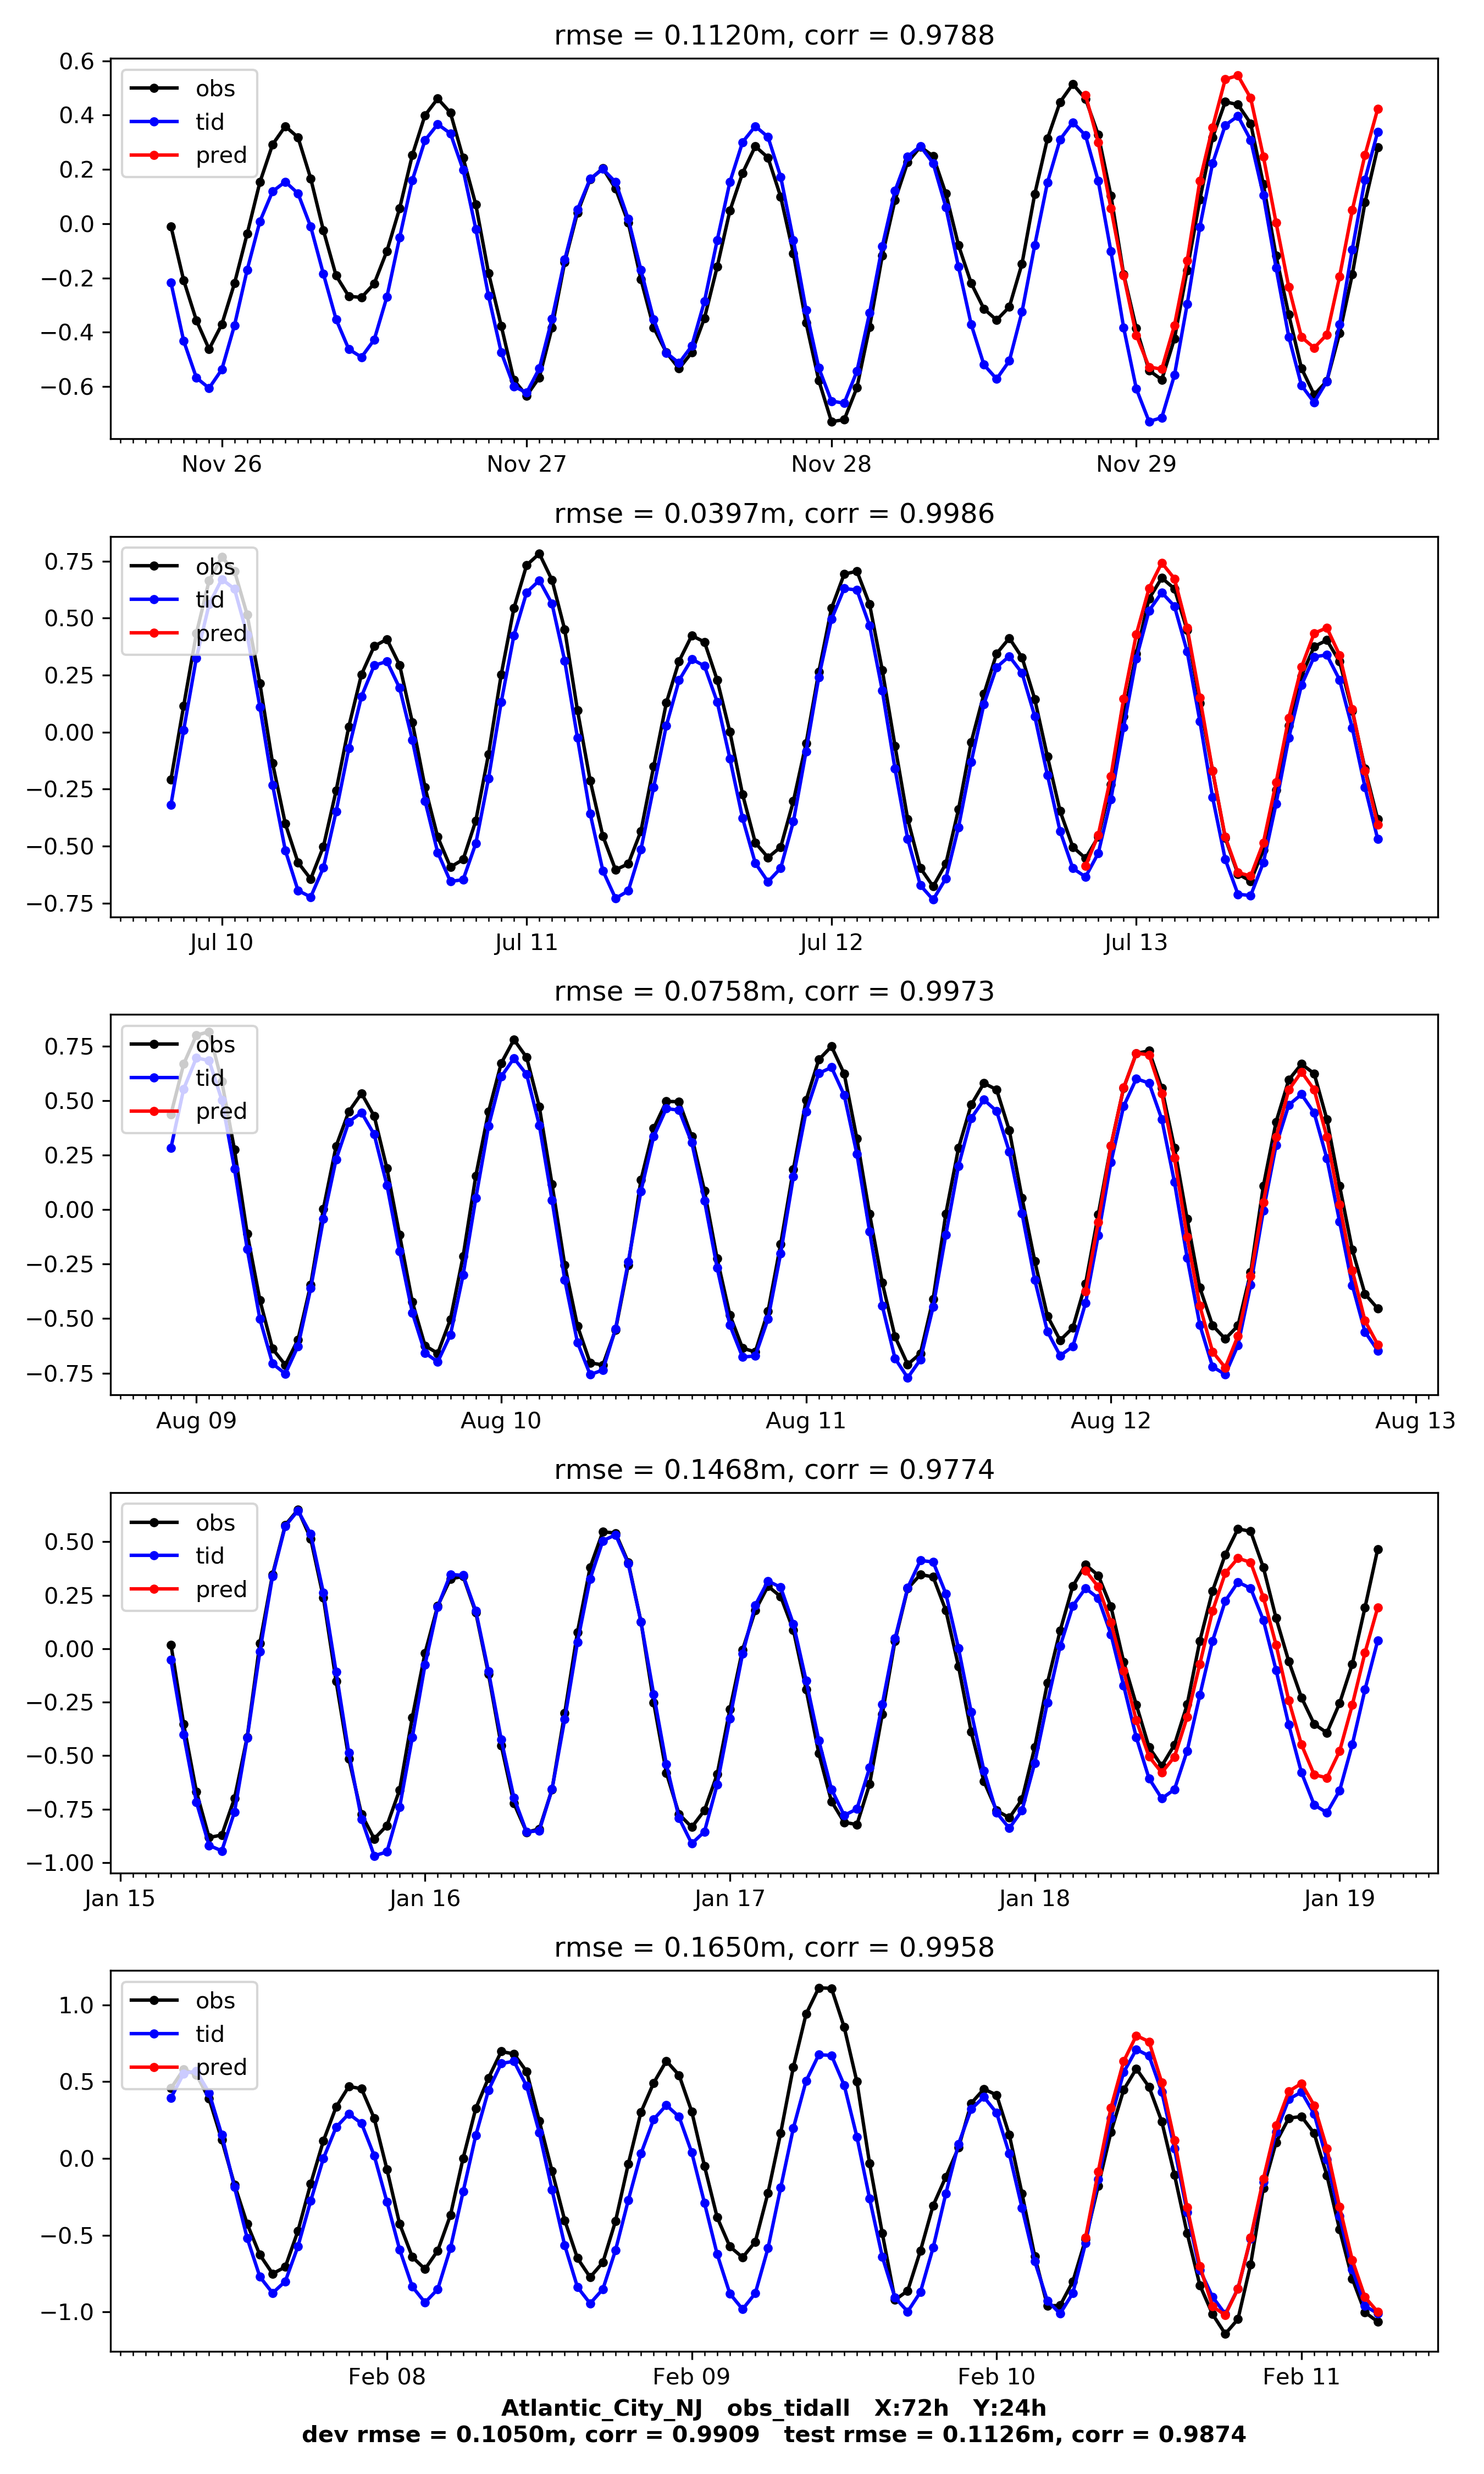 rmse = 0.1120m, corr = 0.9788
0.6
0.4
0.2
0.0
−0.2
−0.4
−0.6
obs
tid
pred
Nov 26 Nov 27 Nov 28 Nov 29
rmse = 0.0397m, corr = 0.9986
0.75
0.50
0.25
0.00
−0.25
−0.50
−0.75
obs
tid
pred
Jul 10 Jul 11 Jul 12 Jul 13
rmse = 0.0758m, corr = 0.9973
0.75
0.50
0.25
0.00
−0.25
−0.50
−0.75
obs
tid
pred
Aug 09 Aug 10 Aug 11 Aug 12 Aug 13
rmse = 0.1468m, corr = 0.9774
0.50
0.25
0.00
−0.25
−0.50
−0.75
−1.00
obs
tid
pred
Jan 15 Jan 16 Jan 17 Jan 18 Jan 19
rmse = 0.1650m, corr = 0.9958
1.0
0.5
0.0
−0.5
−1.0
obs
tid
pred
Feb 08 Feb 09 Feb 10 Feb 11
Atlantic_City_NJ obs_tidall X:72h Y:24h
dev rmse = 0.1050m, corr = 0.9909 test rmse = 0.1126m, corr = 0.9874